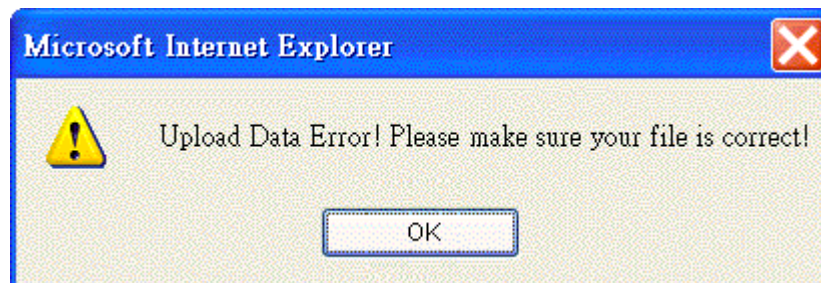 Microsoft Internet Explorer
Upload Data Error! Please make sure your file is correct!
OK